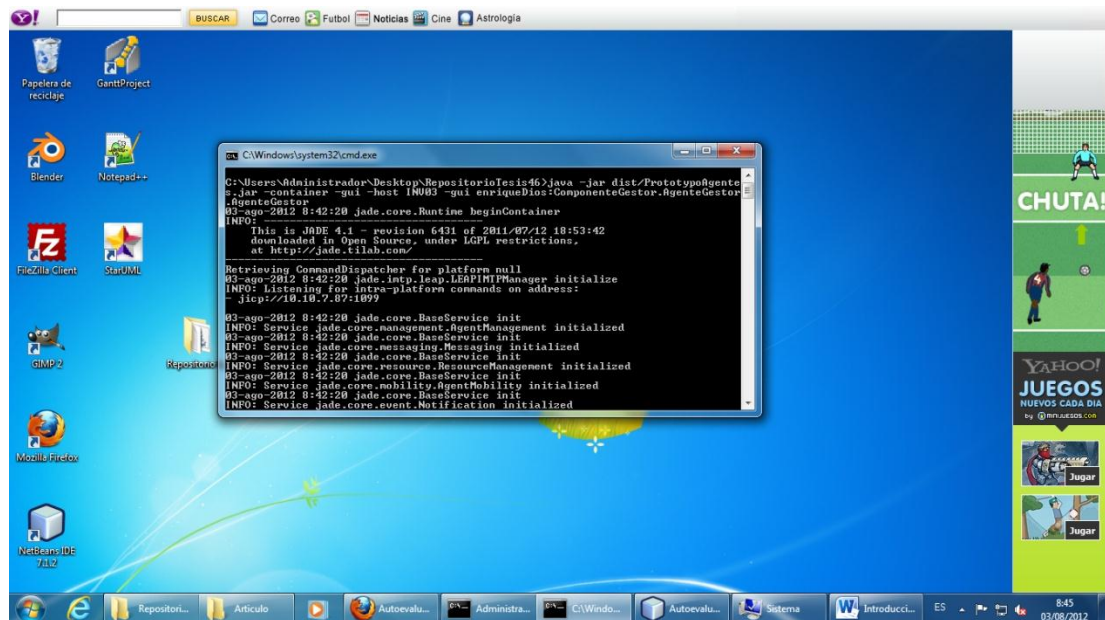 Y!
BUSCAR
Correo
Futbol
Noticias
Cine
Astrología
Papelera de
reciclaje
GanttProject
Blender
Notepad++
FileZilla Client
StarUML
GIMP 2
Repositorio
Mozilla Firefox
NetBeans IDE
7.1.2
C:\Windows\system32\cmd.exe
C:\Users\Administrador\Desktop\RepositorioTesis46>java -jar dist/PrototypoAgente
s.jar -container -gui -host INV03 -gui enriqueDios:ComponenteGestor.AgenteGestor
.AgenteGestor
03-ago-2012 8:42:20 jade.core.Runtime beginContainer
INFO: ----------------------------------
This is JADE 4.1 - revision 6431 of 2011/07/12 18:53:42
downloaded in Open Source, under LGPL restrictions,
at http://jade.tilab.com/
----------------------------------------
Retrieving CommandDispatcher for platform null
03-ago-2012 8:42:20 jade.imtp.leap.LEAPIMTPManager initialize
INFO: Listening for intra-platform commands on address:
- jicp://10.10.7.87:1099
03-ago-2012 8:42:20 jade.core.BaseService init
INFO: Service jade.core.management.AgentManagement initialized
03-ago-2012 8:42:20 jade.core.BaseService init
INFO: Service jade.core.messaging.Messaging initialized
03-ago-2012 8:42:20 jade.core.BaseService init
INFO: Service jade.core.resource.ResourceManagement initialized
03-ago-2012 8:42:20 jade.core.BaseService init
INFO: Service jade.core.mobility.AgentMobility initialized
03-ago-2012 8:42:20 jade.core.BaseService init
INFO: Service jade.core.event.Notification initialized
CHUTA!
YAHOO!
JUEGOS
NUEVOS CADA DIA
by MINIJUEGOS.COM
Jugar
Jugar
Repositori...
Articulo
Autoevalu...
Administra...
C:\Windo...
Autoevalu...
Sistema
Introducci...
ES
8:45
03/08/2012